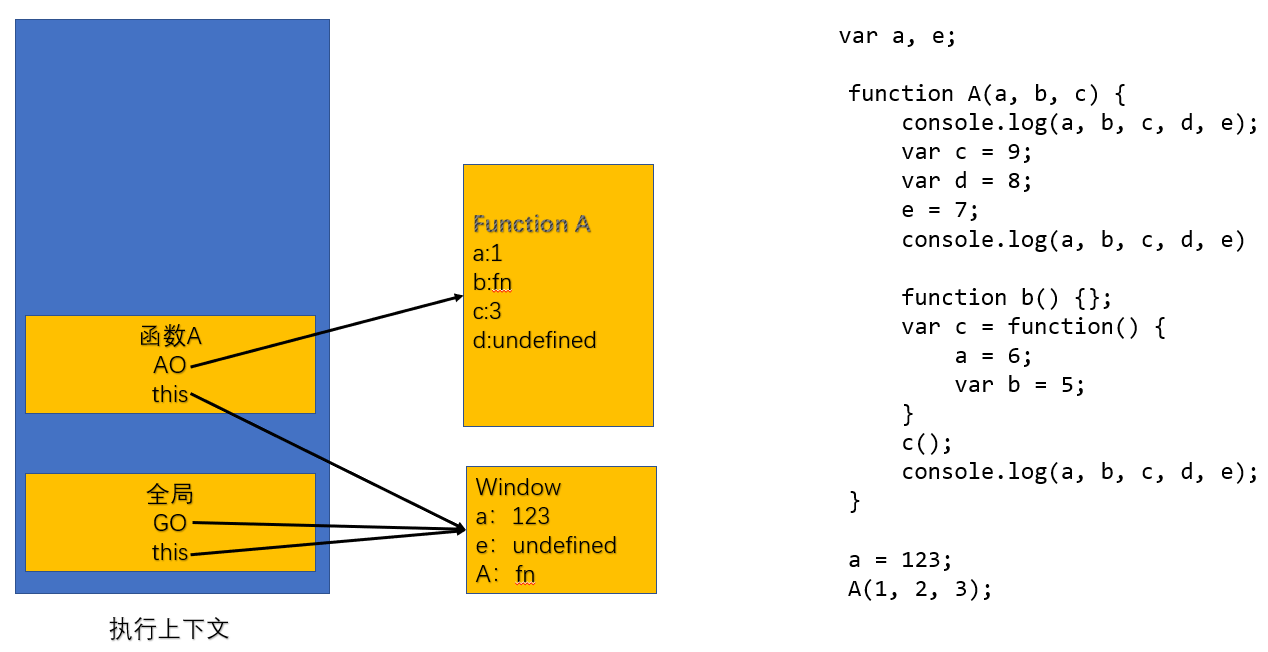 函数A
AO
this
全局
GO
this
执行上下文
Function A
a:1
b:fn
c:3
d:undefined
Window
a： 123
e： undefined
A： fn
var a, e;
function A(a, b, c) {
console.log(a, b, c, d, e);
var c = 9;
var d = 8;
e = 7;
console.log(a, b, c, d, e)
function b() {};
var c = function() {
a = 6;
var b = 5;
}
c();
console.log(a, b, c, d, e);
}
a = 123;
A(1, 2, 3);